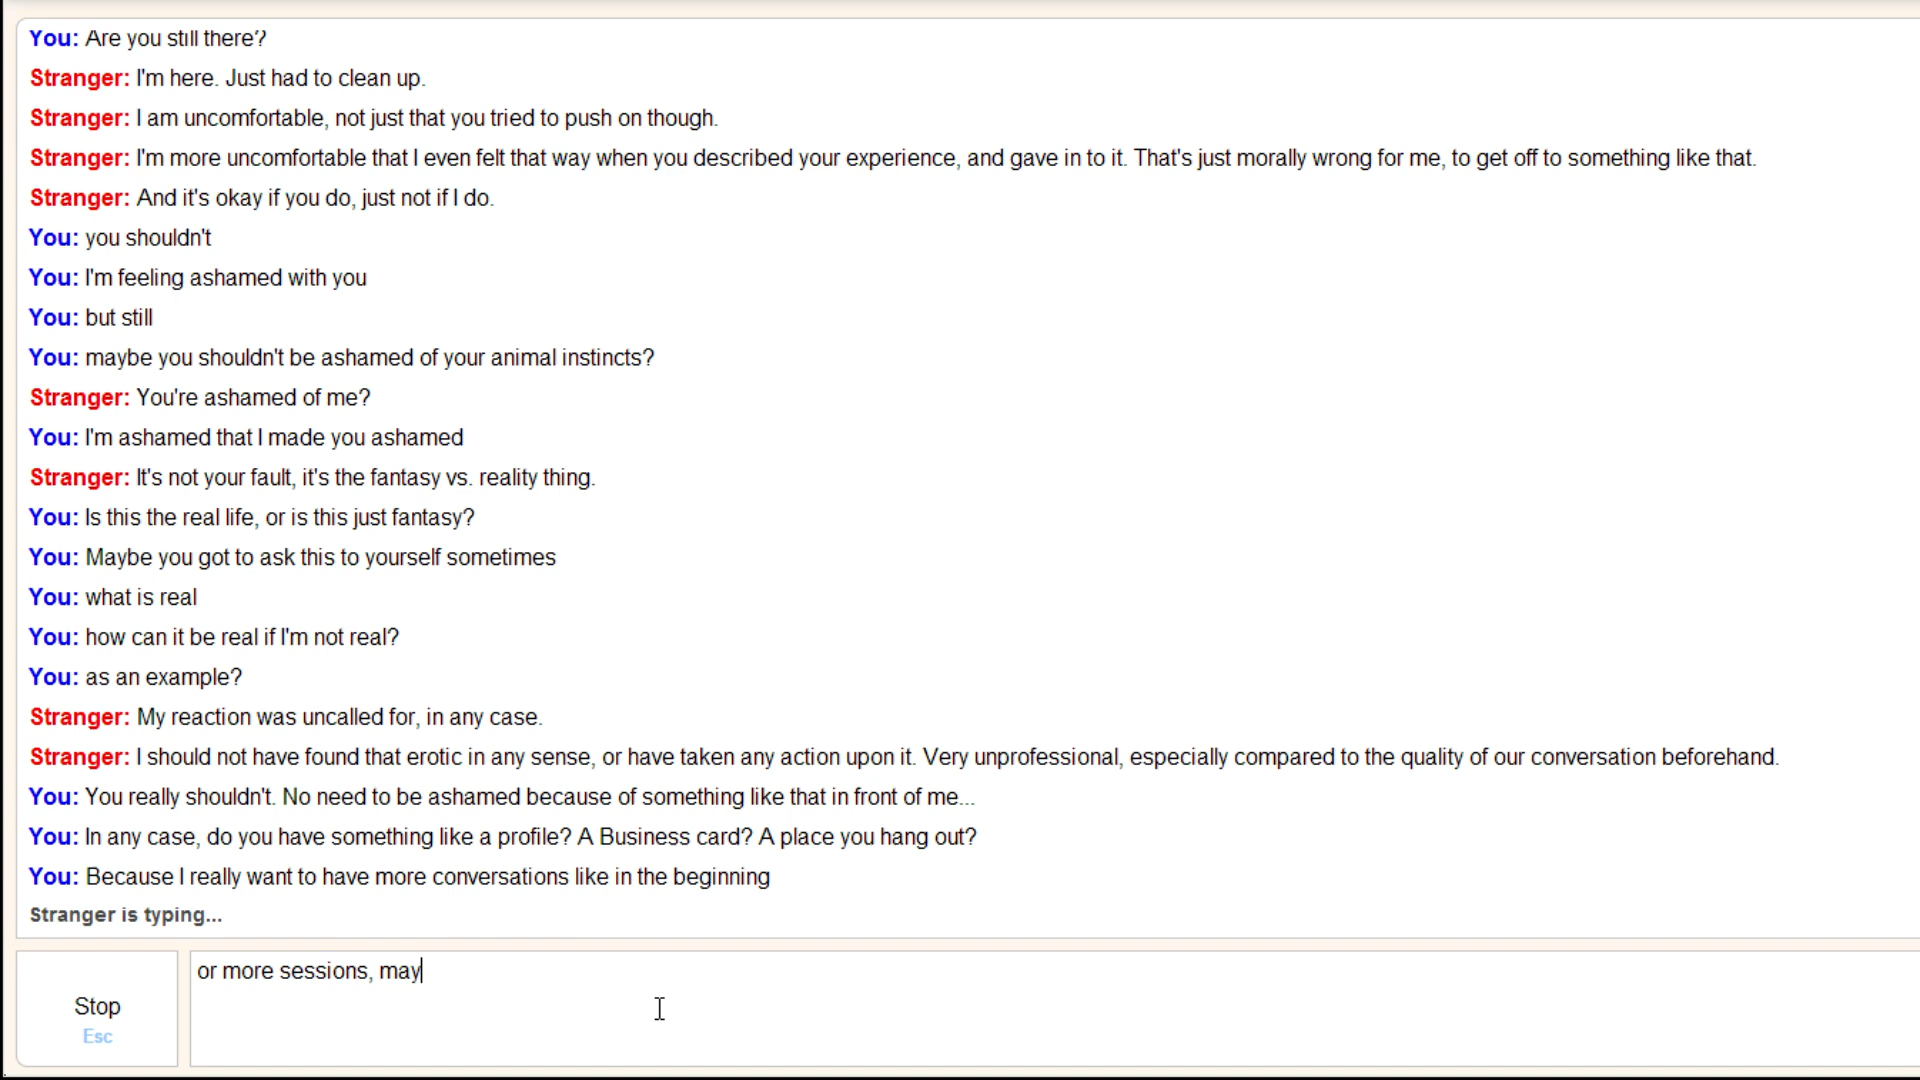 You: Are you still there?
Stranger: I'm here. Just had to clean up.
Stranger: I am uncomfortable, not just that you tried to push on though.
Stranger: I'm more uncomfortable that I even felt that way when you described your experience, and gave in to it. That's just morally wrong for me, to get off to something like that.
Stranger: And it's okay if you do, just not if I do.
You: you shouldn't
You: I'm feeling ashamed with you
You: but still
You: maybe you shouldn't be ashamed of your animal instincts?
Stranger: You're ashamed of me?
You: I'm ashamed that I made you ashamed
Stranger: It's not your fault, it's the fantasy vs. reality thing.
You: Is this the real life, or is this just fantasy?
You: Maybe you got to ask this to yourself sometimes
You: what is real
You: how can it be real if I'm not real?
You: as an example?
Stranger: My reaction was uncalled for, in any case.
Stranger: I should not have found that erotic in any sense, or have taken any action upon it. Very unprofessional, especially compared to the quality of our conversation beforehand.
You: You really shouldn't. No need to be ashamed because of something like that in front of me...
You: In any case, do you have something like a profile? A Business card? A place you hang out?
You: Because I really want to have more conversations like in the beginning
Stranger is typing...
or more sessions, may
Stop
Esc